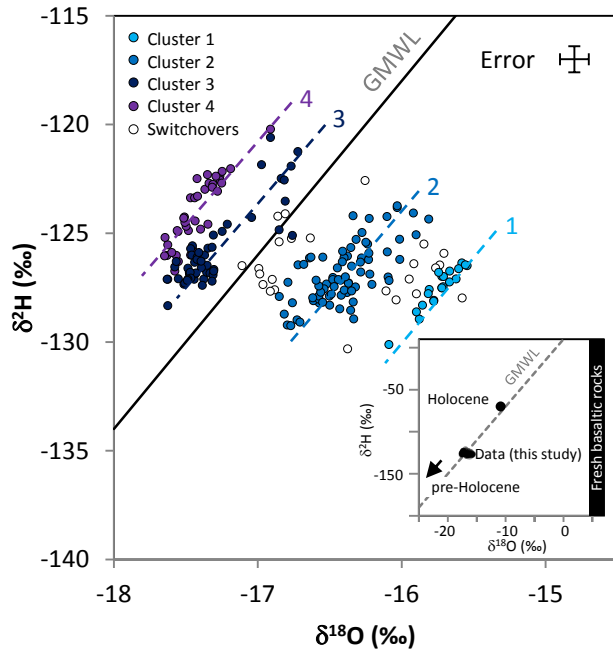 -115
-120
-125
-130
-135
-140
δ²H (‰)
Cluster 1
Cluster 2
Cluster 3
Cluster 4
Switchovers
GMWL
Error
4
3
2
1
-18
-17
-16
-15
δ¹⁸O (‰)
-50
-150
δ²H (‰)
GMWL
Holocene
Data (this study)
pre-Holocene
Fresh basaltic rocks
-20
-10
0
δ¹⁸O (‰)